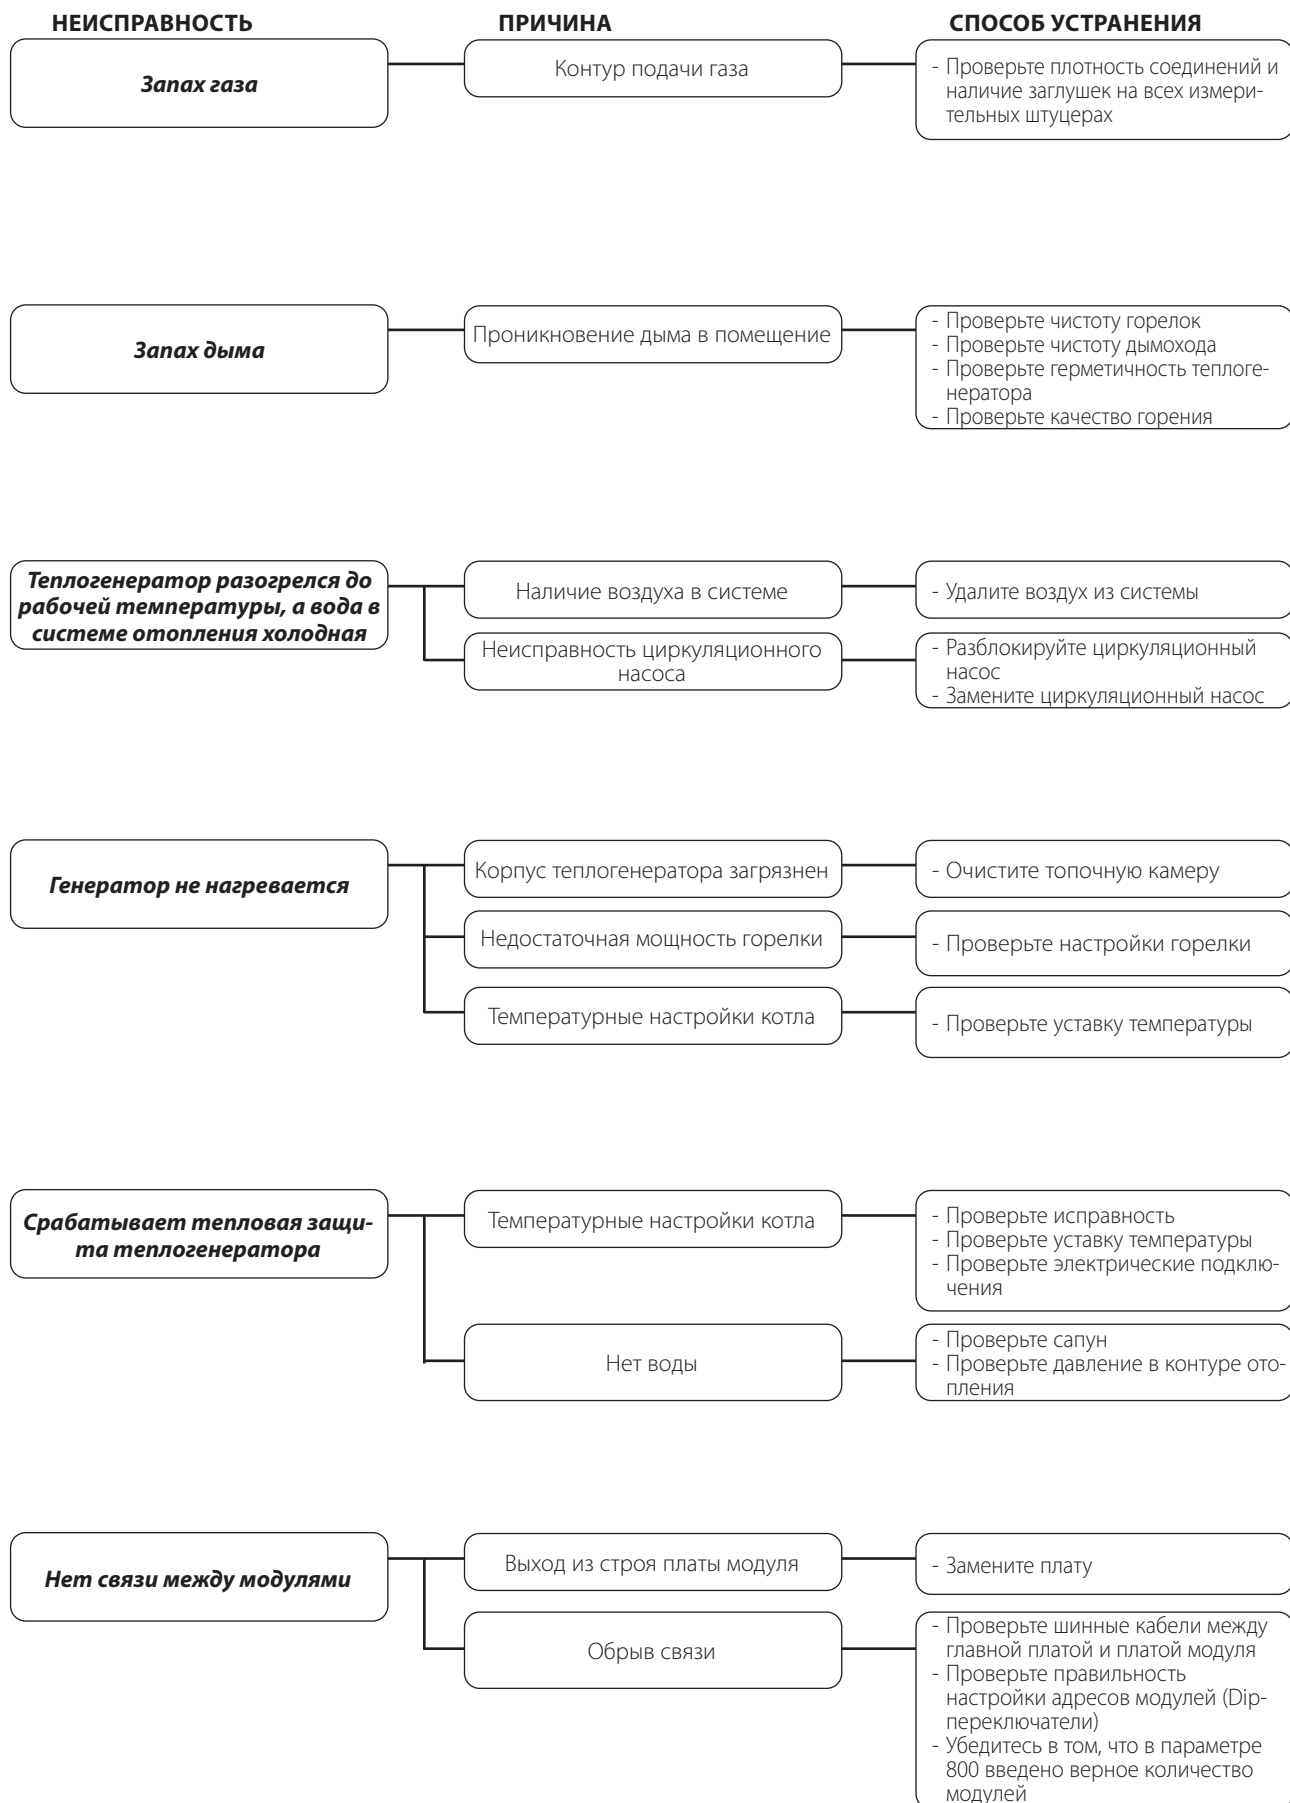 НЕИСПРАВНОСТЬ
ПРИЧИНА
СПОСОБ УСТРАНЕНИЯ
Запах газа
Контур подачи газа
- Проверьте плотность соединений и
наличие заглушек на всех измери-
тельных штуцерах
Запах дыма
Проникновение дыма в помещение
- Проверьте чистоту горелок
- Проверьте чистоту дымохода
- Проверьте герметичность теплоге-
нератора
- Проверьте качество горения
Теплогенератор разогрелся до
рабочей температуры, а вода в
системе отопления холодная
Наличие воздуха в системе
- Удалите воздух из системы
Неисправность циркуляционного
насоса
- Разблокируйте циркуляционный
насос
- Замените циркуляционный насос
Генератор не нагревается
Корпус теплогенератора загрязнен
- Очистите топочную камеру
Недостаточная мощность горелки
- Проверьте настройки горелки
Температурные настройки котла
- Проверьте уставку температуры
Срабатывает тепловая защи-
та теплогенератора
Температурные настройки котла
- Проверьте исправность
- Проверьте уставку температуры
- Проверьте электрические подклю-
чения
Нет воды
- Проверьте сапун
- Проверьте давление в контуре ото-
пления
Нет связи между модулями
Выход из строя платы модуля
- Замените плату
Обрыв связи
- Проверьте шинные кабели между
главной платой и платой модуля
- Проверьте правильность
настройки адресов модулей (Dip-
переключатели)
- Убедитесь в том, что в параметре
800 введено верное количество
модулей